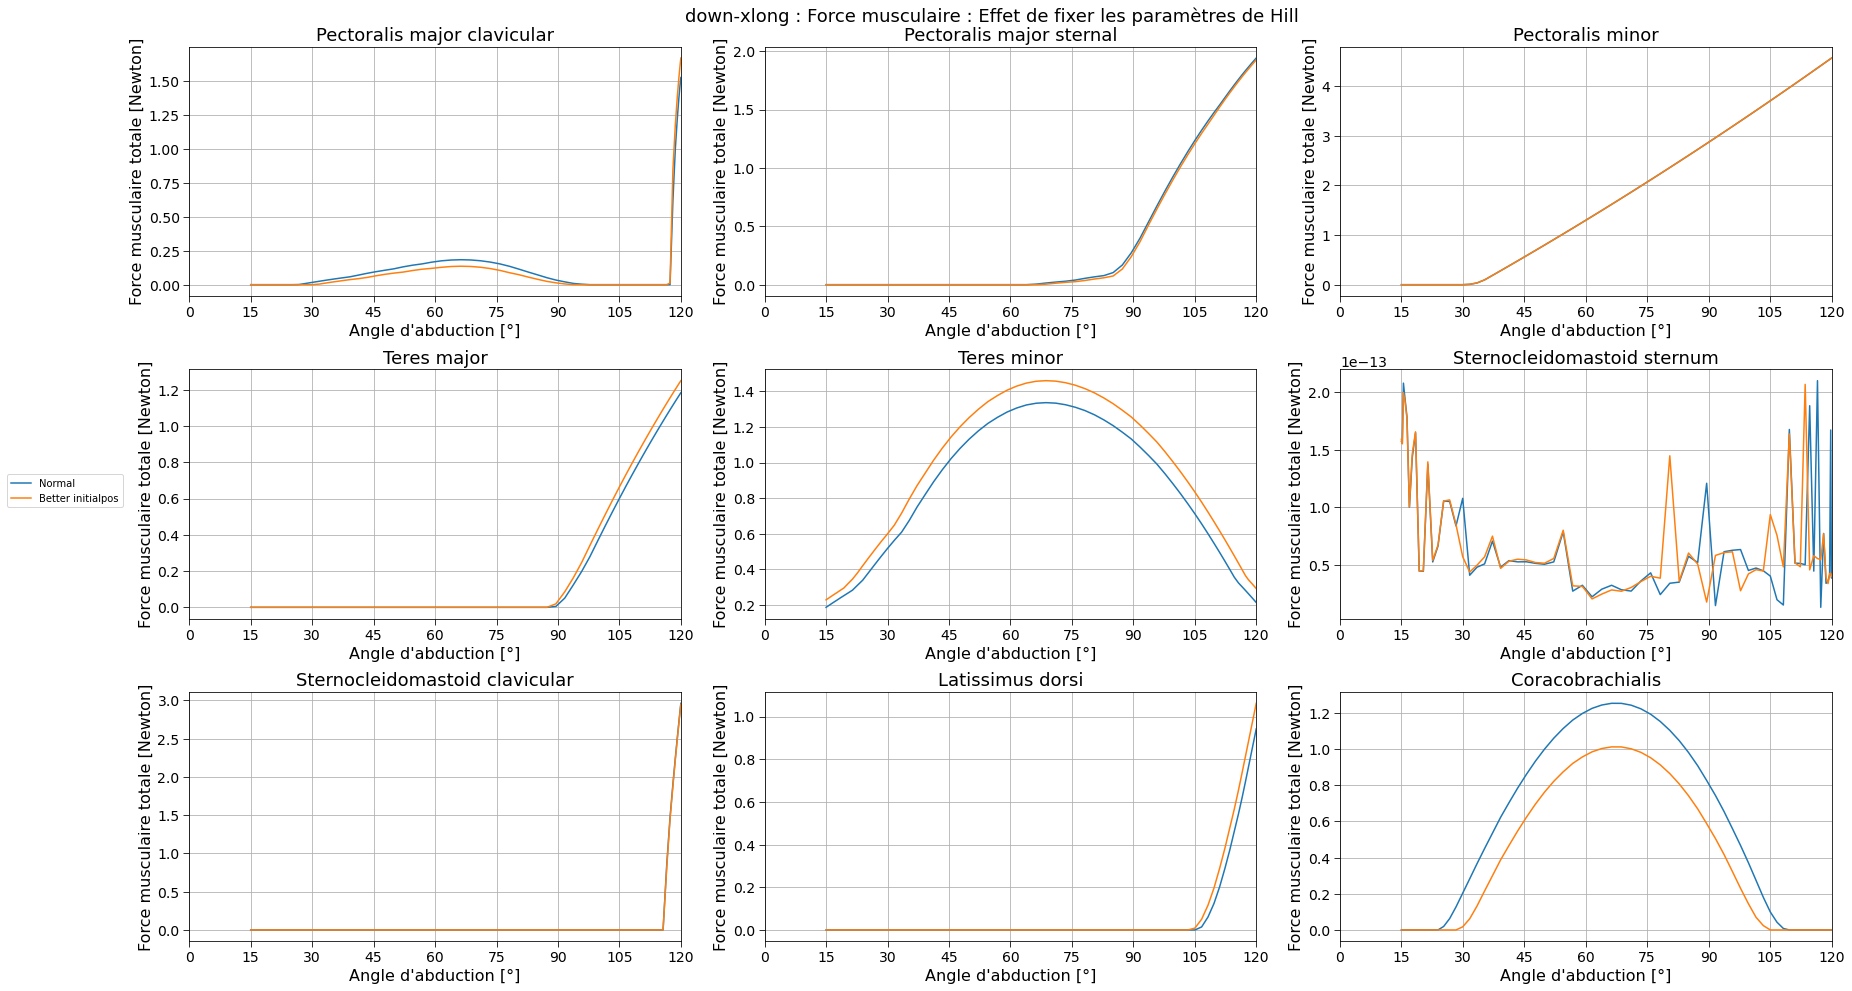 down-xlong : Force musculaire : Effet de fixer les paramètres de Hill
Pectoralis major clavicular
Force musculaire totale [Newton]
1.50
1.25
1.00
0.75
0.50
0.25
0.00
0 15 30 45 60 75 90 105 120
Angle d'abduction [°]
Pectoralis major sternal
Force musculaire totale [Newton]
2.0
1.5
1.0
0.5
0.0
0 15 30 45 60 75 90 105 120
Angle d'abduction [°]
Pectoralis minor
Force musculaire totale [Newton]
4
3
2
1
0
0 15 30 45 60 75 90 105 120
Angle d'abduction [°]
Normal
Better initialpos
Teres major
Force musculaire totale [Newton]
1.2
1.0
0.8
0.6
0.4
0.2
0.0
0 15 30 45 60 75 90 105 120
Angle d'abduction [°]
Teres minor
Force musculaire totale [Newton]
1.4
1.2
1.0
0.8
0.6
0.4
0.2
0 15 30 45 60 75 90 105 120
Angle d'abduction [°]
Sternocleidomastoid sternum
1e−13
Force musculaire totale [Newton]
2.0
1.5
1.0
0.5
0 15 30 45 60 75 90 105 120
Angle d'abduction [°]
Sternocleidomastoid clavicular
Force musculaire totale [Newton]
3.0
2.5
2.0
1.5
1.0
0.5
0.0
0 15 30 45 60 75 90 105 120
Angle d'abduction [°]
Latissimus dorsi
Force musculaire totale [Newton]
1.0
0.8
0.6
0.4
0.2
0.0
0 15 30 45 60 75 90 105 120
Angle d'abduction [°]
Coracobrachialis
Force musculaire totale [Newton]
1.2
1.0
0.8
0.6
0.4
0.2
0.0
0 15 30 45 60 75 90 105 120
Angle d'abduction [°]